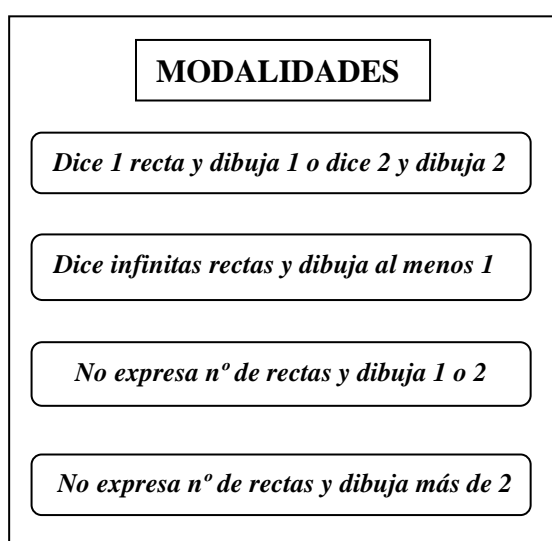 MODALIDADES
Dice 1 recta y dibuja 1 o dice 2 y dibuja 2
Dice infinitas rectas y dibuja al menos 1
No expresa nº de rectas y dibuja 1 o 2
No expresa nº de rectas y dibuja más de 2